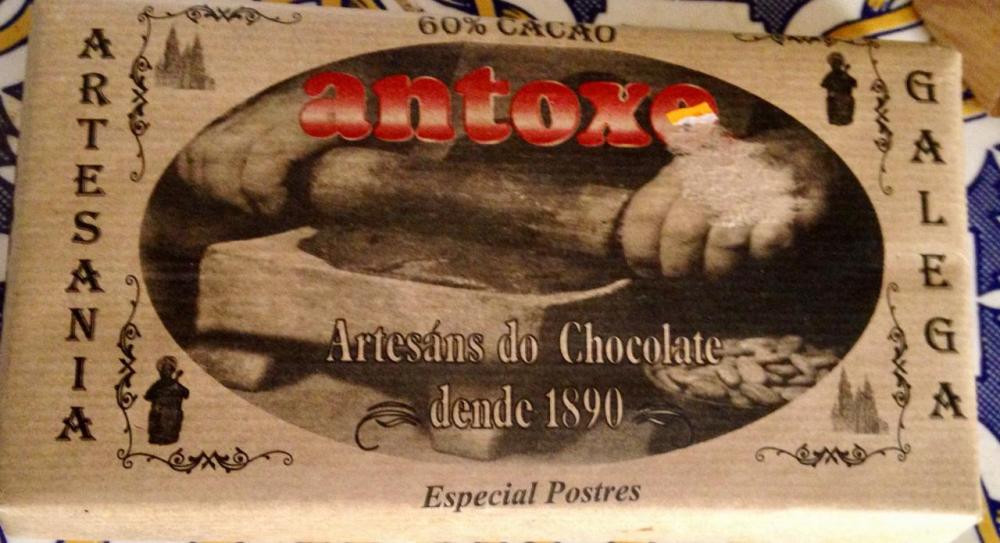 60% CACAO
ARTESANIA
antoxo
Artesáns do Chocolate
dende 1890
GALEGA
Especial Postres